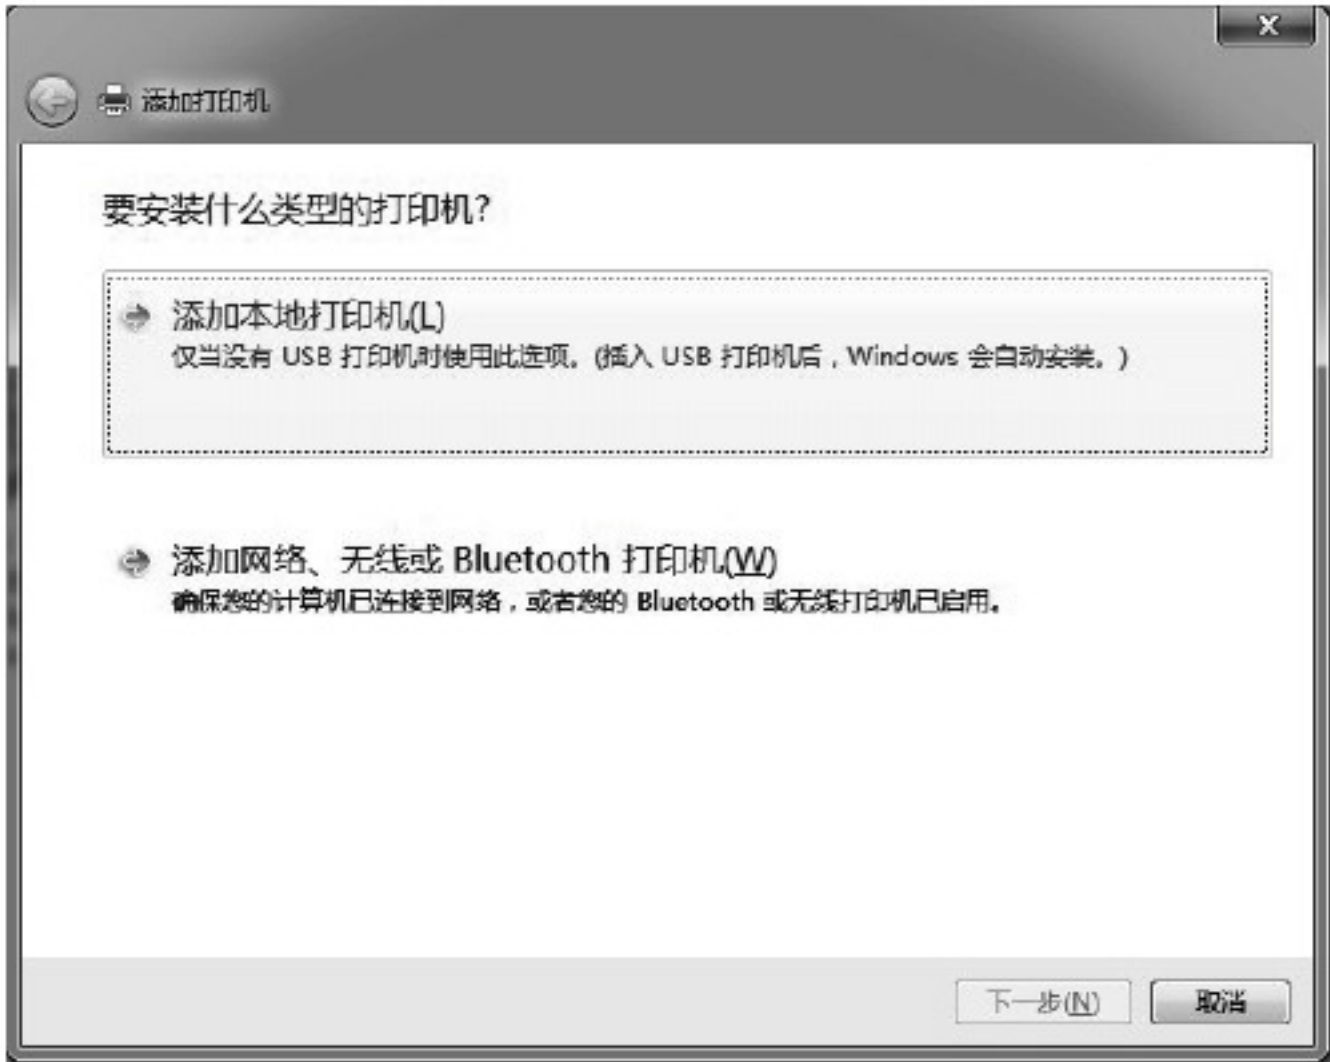 添加打印机
要安装什么类型的打印机?
添加本地打印机(L)
仅当没有 USB 打印机时使用此选项。(插入 USB 打印机后，Windows 会自动安装。)
添加网络、无线或 Bluetooth 打印机(W)
确保您的计算机已连接到网络，或者您的 Bluetooth 或无线打印机已启用。
下一步(N)
取消